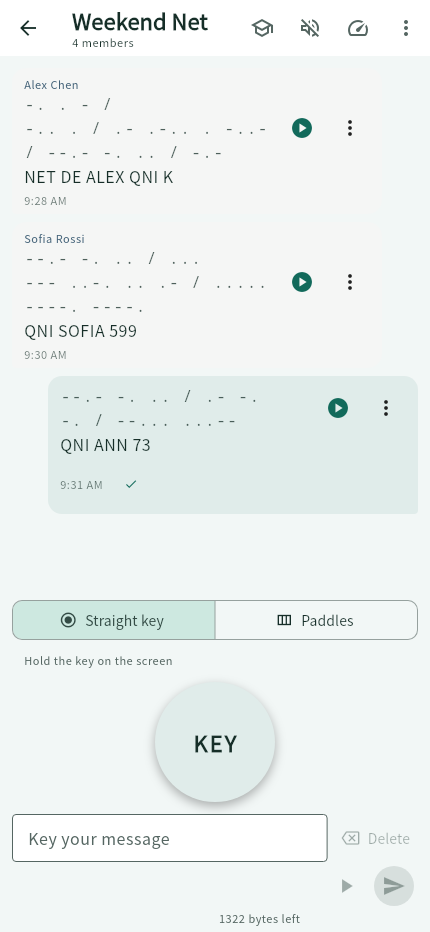 Weekend Net
4 members
Alex Chen
-. . - /
-.. . / .- .-.. . -..-
/ --.- -. .. / -.-
NET DE ALEX QNI K
9:28 AM
Sofia Rossi
--.- -. .. / ...
--- ..-. .. .- / .....
----. ----.
QNI SOFIA 599
9:30 AM
--.- -. .. / .- -.
-. / --... ...--
QNI ANN 73
9:31 AM
Straight key
Paddles
Hold the key on the screen
KEY
Key your message
Delete
1322 bytes left